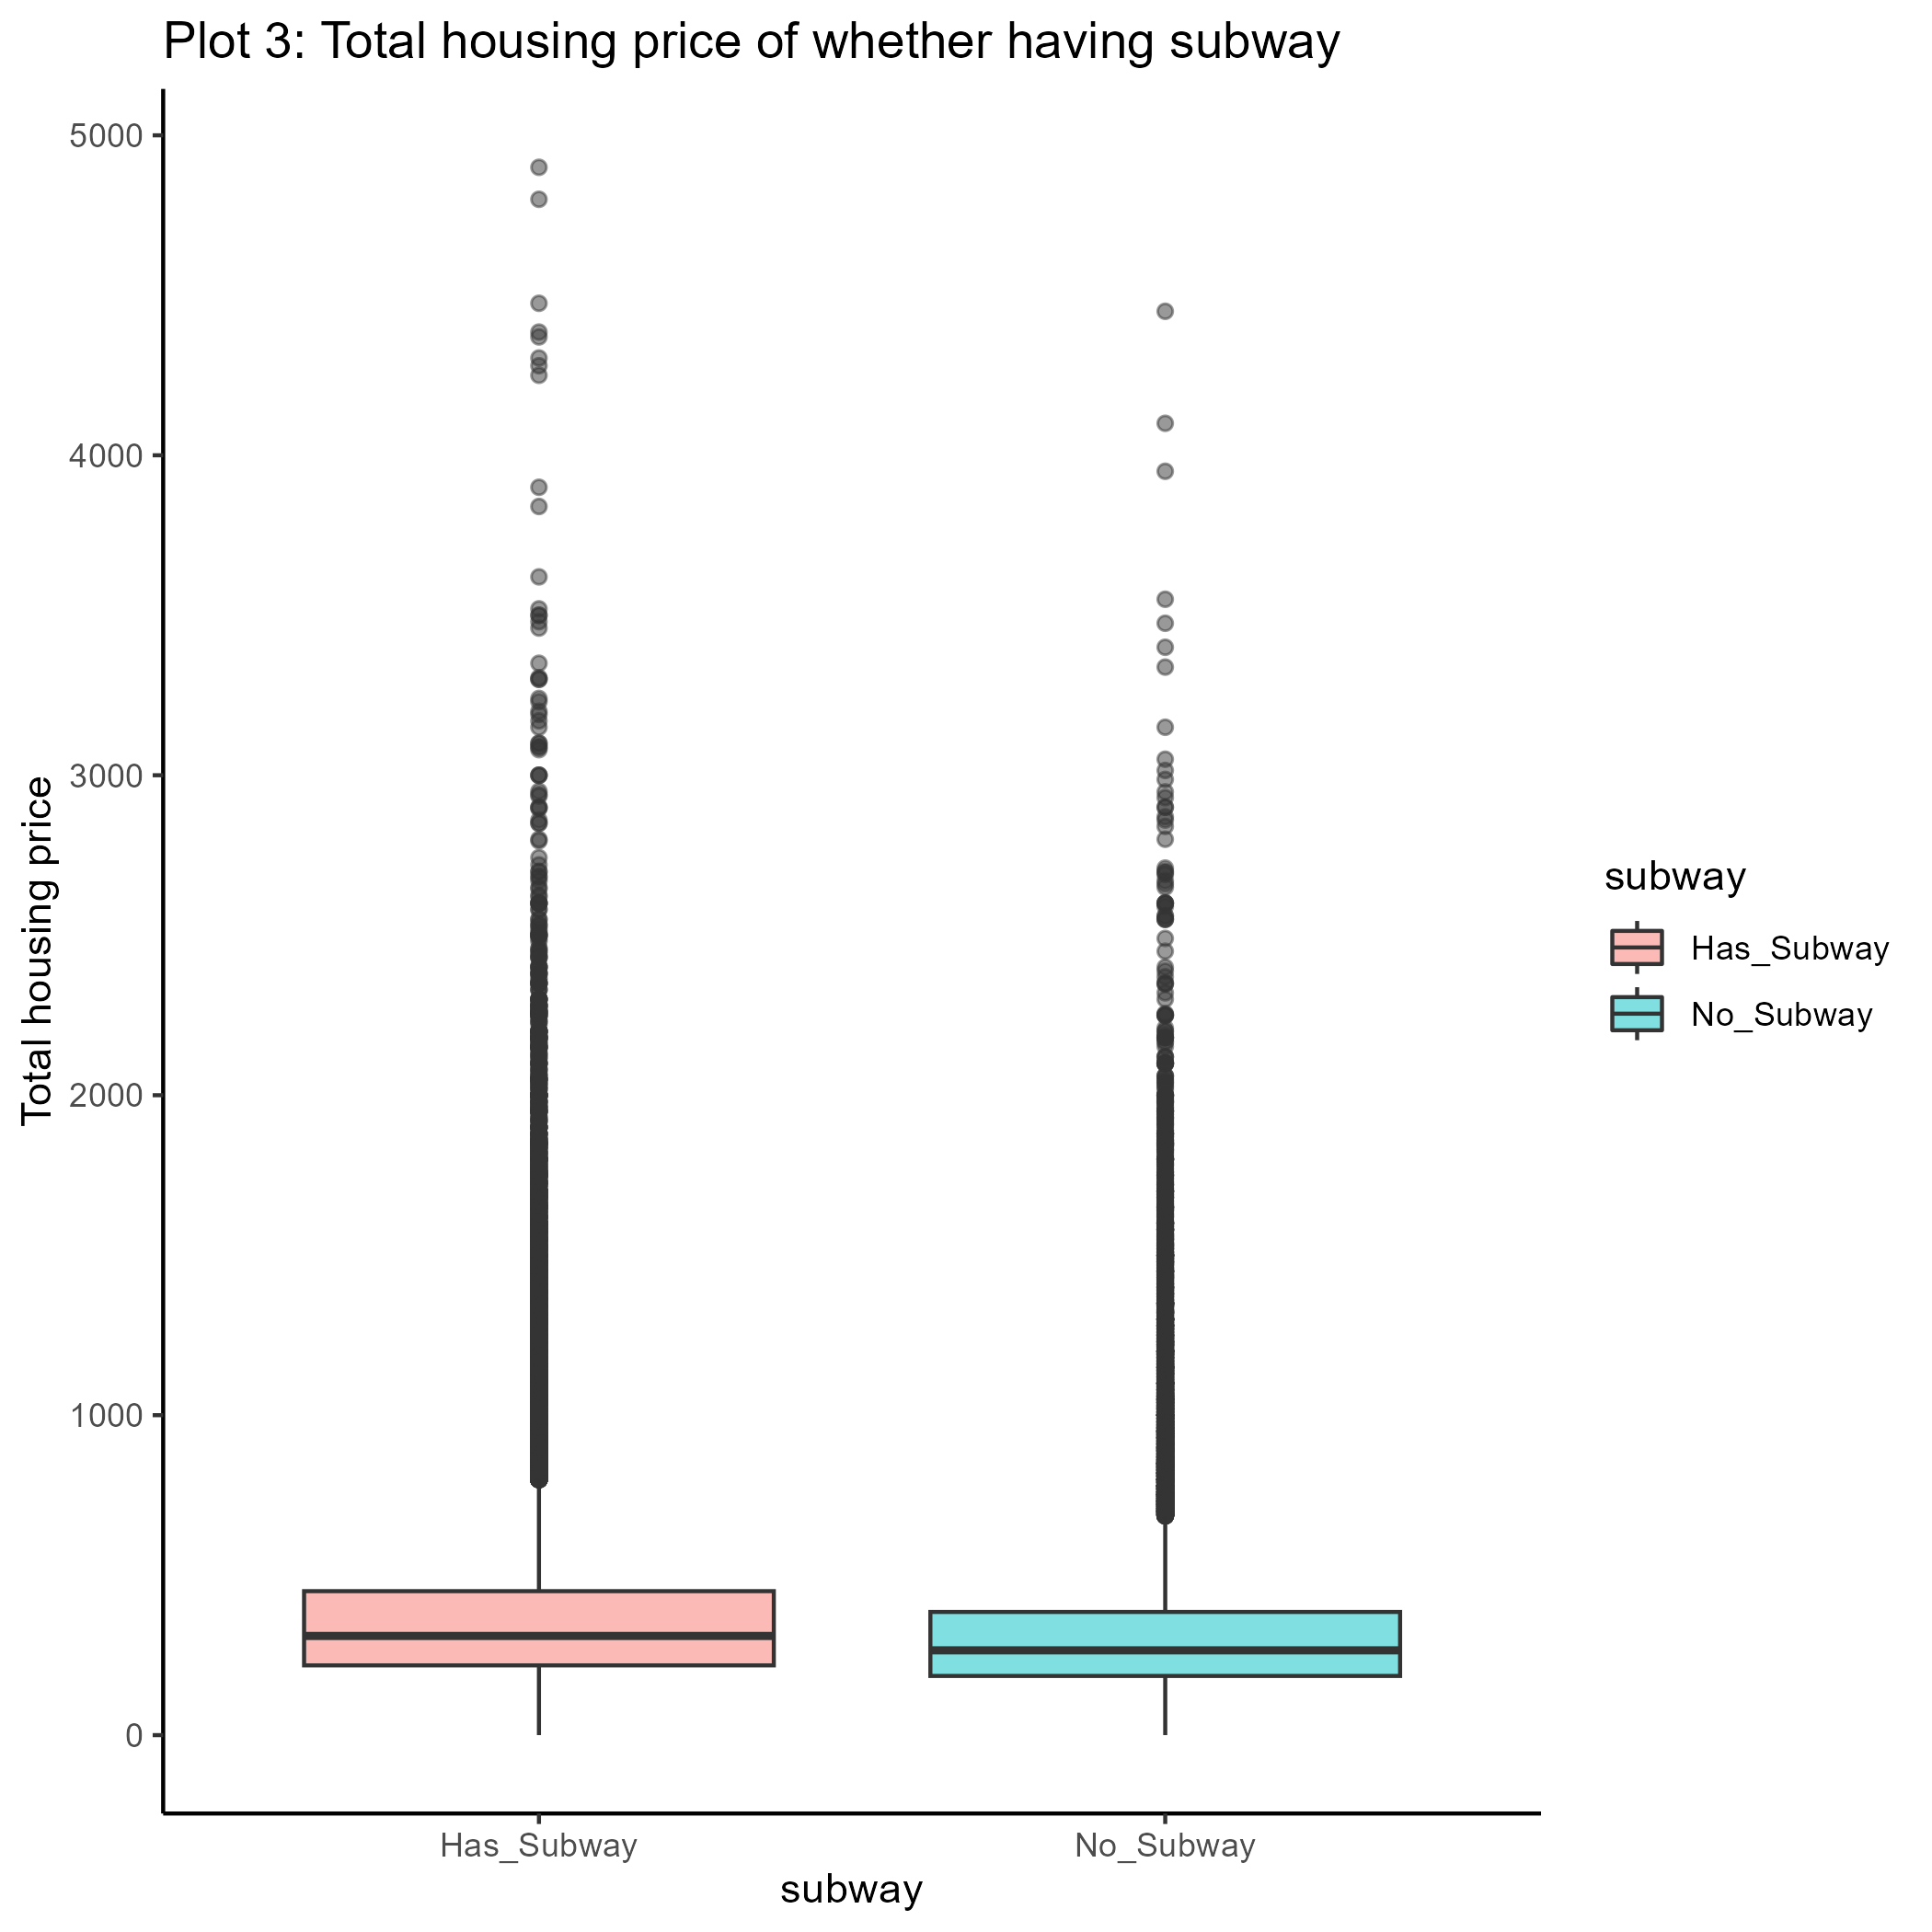 Plot 3: Total housing price of whether having subway
5000
4000
3000
2000
1000
0
Total housing price
Has_Subway
No_Subway
subway
subway
Has_Subway
No_Subway